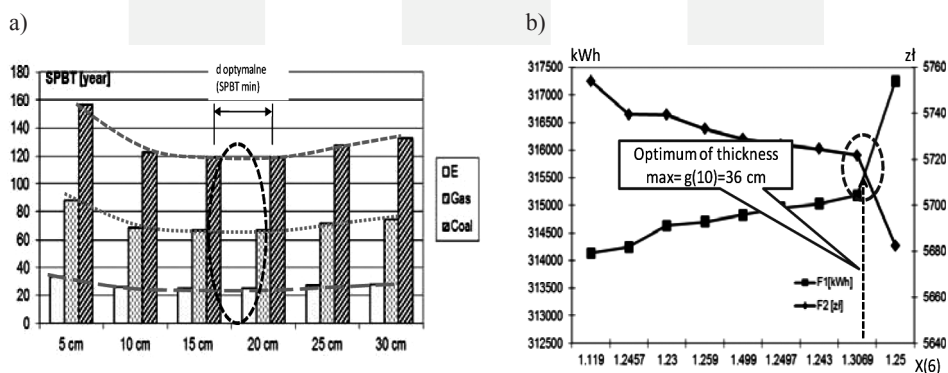 a)
SPBT [year]
180
160
140
120
100
80
60
40
20
0
d optymalne
(SPBT min)
E
Gas
Coal
5 cm 10 cm 15 cm 20 cm 25 cm 30 cm
b)
kWh zł
317500
317000
316500
316000
315500
315000
314500
314000
313500
313000
312500
5760
5740
5720
5700
5680
5660
5640
Optimum of thickness
max= g(10)=36 cm
F1[kWh]
F2 [zł]
1.119 1.2457 1.23 1.259 1.499 1.2497 1.243 1.3069 1.25
X(6)